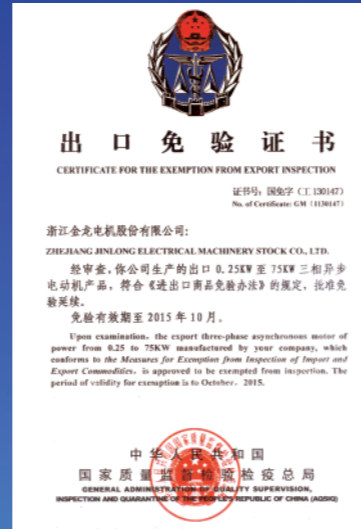 出口免验证书
CERTIFICATE FOR THE EXEMPTION FROM EXPORT INSPECTION
证书号：国免字（工130147）
No. of Certificate: GM (I130147)
浙江金龙电机股份有限公司：
ZHEJIANG JINLONG ELECTRICAL MACHINERY STOCK CO., LTD.
经审查，你公司生产的出口 0.25KW 至 75KW 三相异步
电动机产品，符合《进出口商品免验办法》的规定，批准免
验延续。
免验有效期至 2015 年 10 月。
Upon examination, the export three-phase asynchronous motor of
power from 0.25 to 75KW manufactured by your company, which
conforms to the Measures for Exemption from Inspection of Import and
Export Commodities, is approved to be exempted from inspection. The
period of validity for exemption is to October, 2015.
中华人民共和国
国家质量监督检验检疫总局
GENERAL ADMINISTRATION OF QUALITY SUPERVISION,
INSPECTION AND QUARANTINE OF THE PEOPLE'S REPUBLIC OF CHINA (AQSIQ)